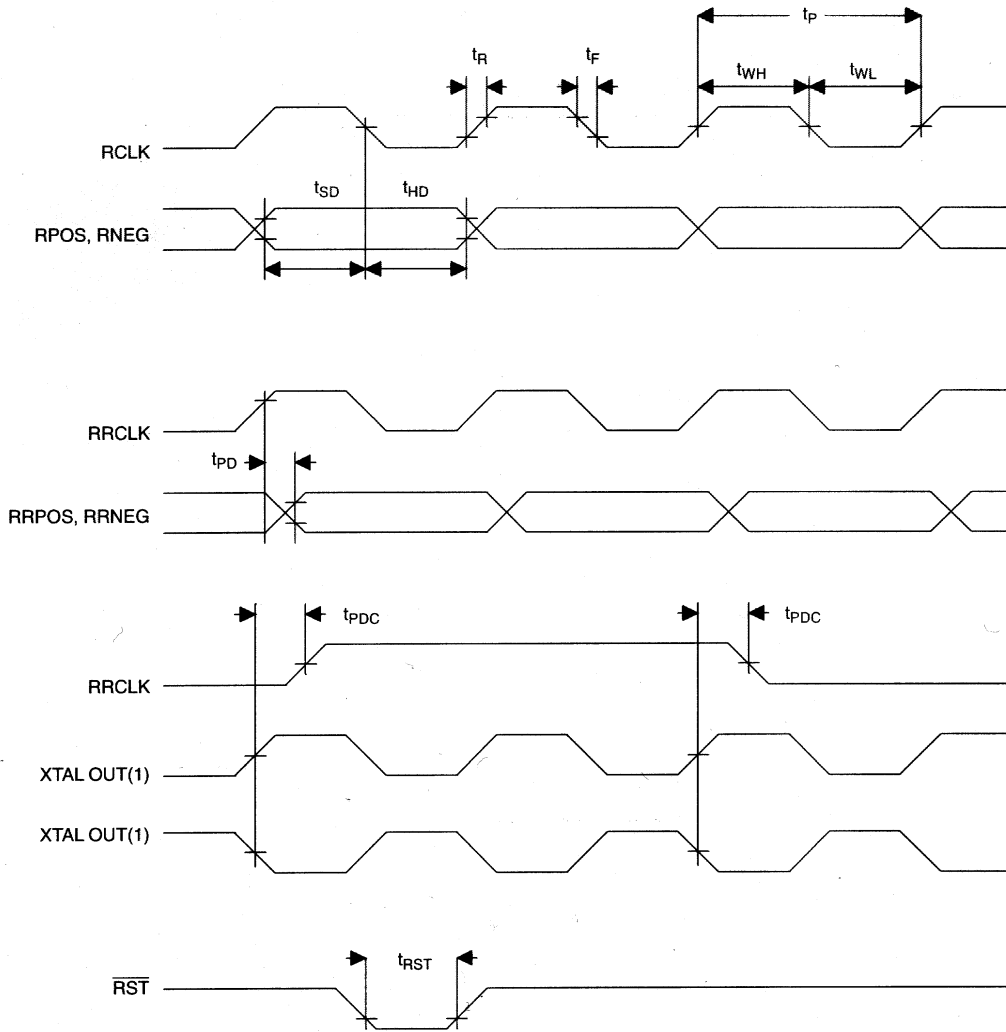 tP
tR
tF
tWH
tWL
RCLK
tSD
tHD
RPOS, RNEG
RRCLK
tPD
RRPOS, RRNEG
tPDC
tPDC
RRCLK
XTAL OUT(1)
XTAL OUT(1)
tRST
RST